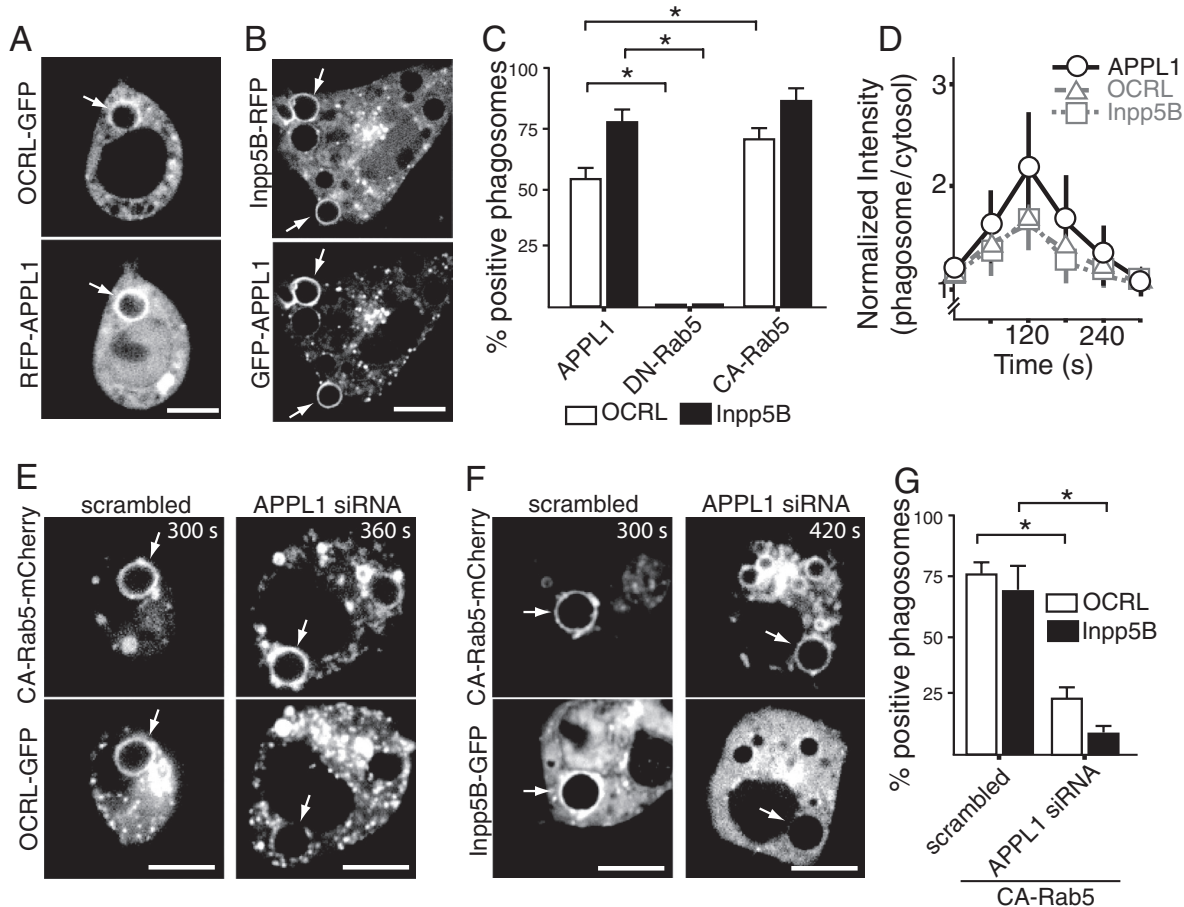 A
OCRL-GFP
RFP-APPL1
B
Inpp5B-RFP
GFP-APPL1
C
% positive phagosomes
100
75
50
25
*
*
*
APPL1
DN-Rab5
CA-Rab5
OCRL
Inpp5B
D
Normalized Intensity
(phagosome/cytosol)
3
2
1
120
240
Time (s)
APPL1
OCRL
Inpp5B
E
scrambled
APPL1 siRNA
CA-Rab5-mCherry
300 s
360 s
OCRL-GFP
F
scrambled
APPL1 siRNA
CA-Rab5-mCherry
300 s
420 s
Inpp5B-GFP
G
% positive phagosomes
100
75
50
25
*
*
OCRL
Inpp5B
scrambled
APPL1 siRNA
CA-Rab5